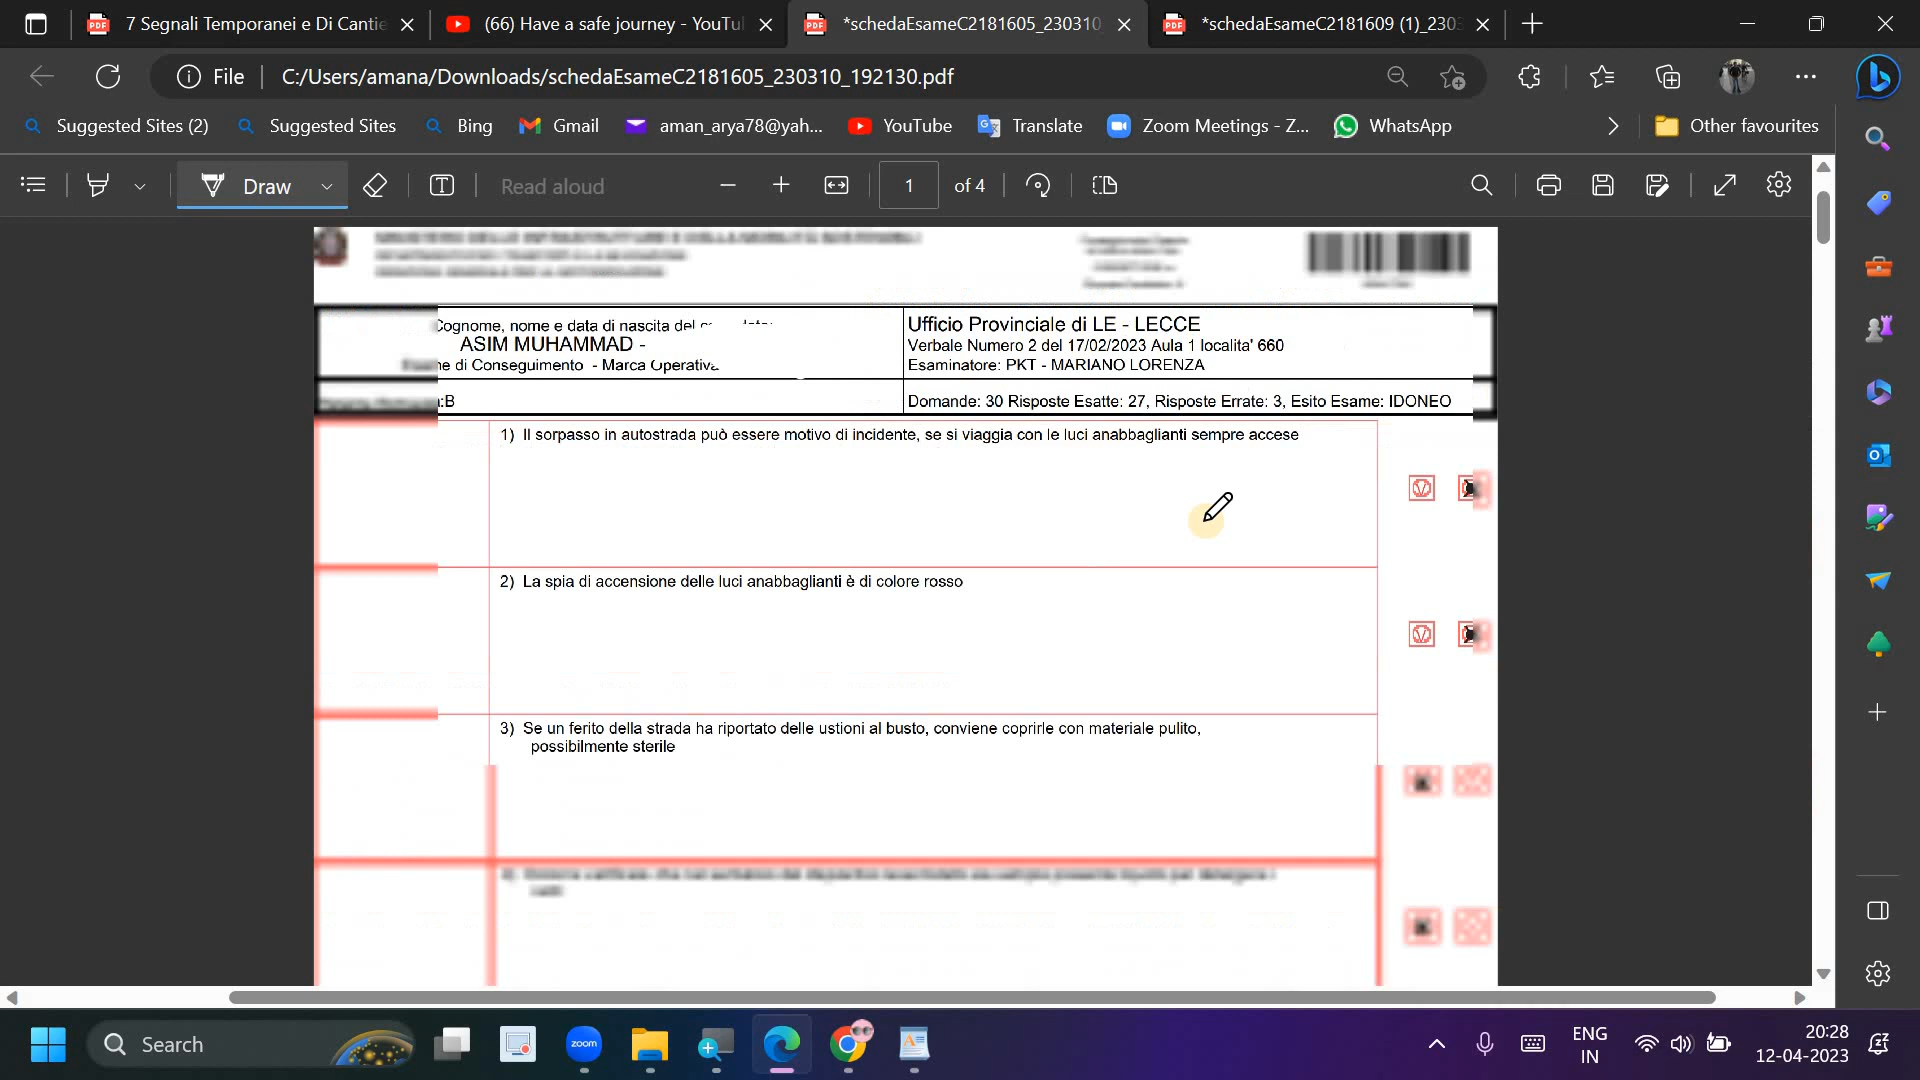 7 Segnali Temporanei e Di Cantie
(66) Have a safe journey - YouTu
*schedaEsameC2181605_230310_
*schedaEsameC2181609 (1)_230
File
C:/Users/amana/Downloads/schedaEsameC2181605_230310_192130.pdf
Suggested Sites (2)
Suggested Sites
Bing
Gmail
aman_arya78@yah...
YouTube
Translate
Zoom Meetings - Z...
WhatsApp
Other favourites
Draw
Read aloud
1
of 4
Cognome, nome e data di nascita del
ASIM MUHAMMAD -
di Conseguimento - Marca Operativa
:B
Ufficio Provinciale di LE - LECCE
Verbale Numero 2 del 17/02/2023 Aula 1 localita' 660
Esaminatore: PKT - MARIANO LORENZA
Domande: 30 Risposte Esatte: 27, Risposte Errate: 3, Esito Esame: IDONEO
1) Il sorpasso in autostrada può essere motivo di incidente, se si viaggia con le luci anabbaglianti sempre accese
V
2) La spia di accensione delle luci anabbaglianti è di colore rosso
V
3) Se un ferito della strada ha riportato delle ustioni al busto, conviene coprirle con materiale pulito,
possibilmente sterile
Search
zoom
ENG
IN
20:28
12-04-2023